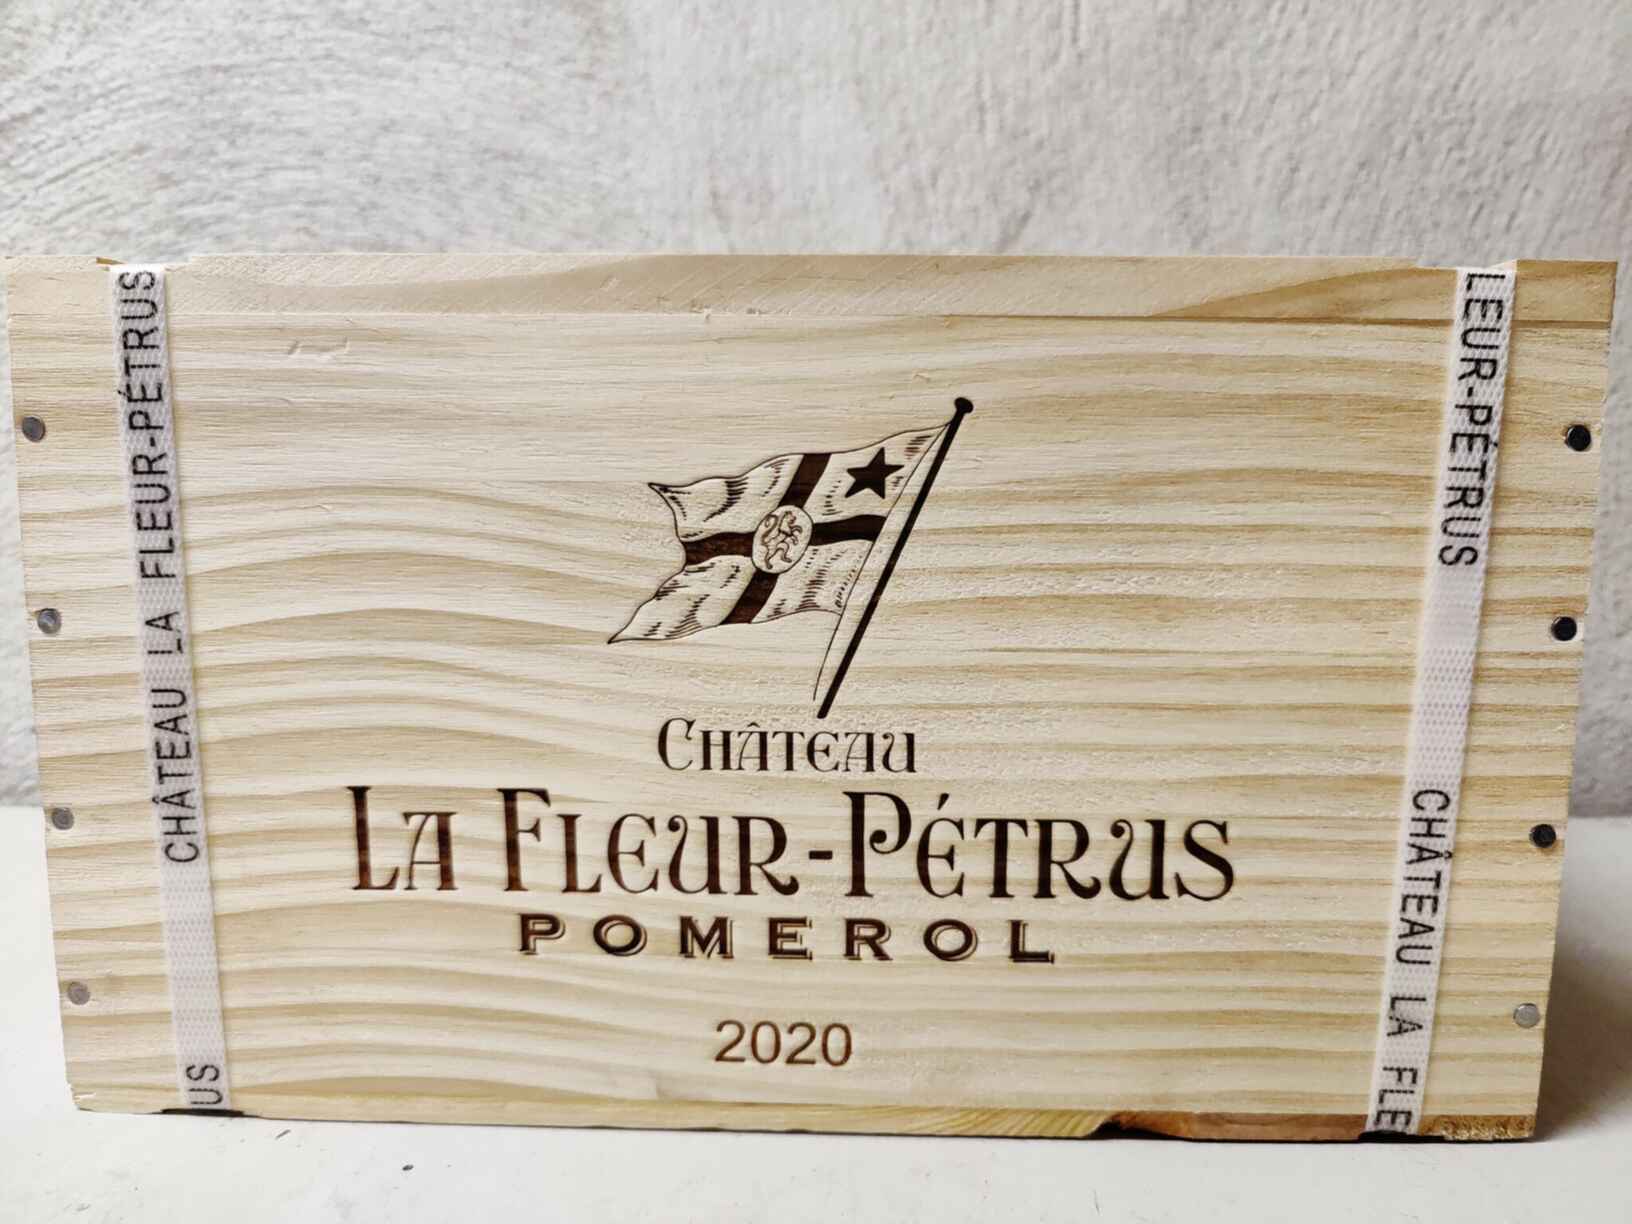 CHÂTEAU LA FLEUR-PÉTRUS
US
CHÂTEAU
LA FLEUR-PÉTRUS
POMEROL
2020
LEUR-PÉTRUS
CHÂTEAU LA FLE